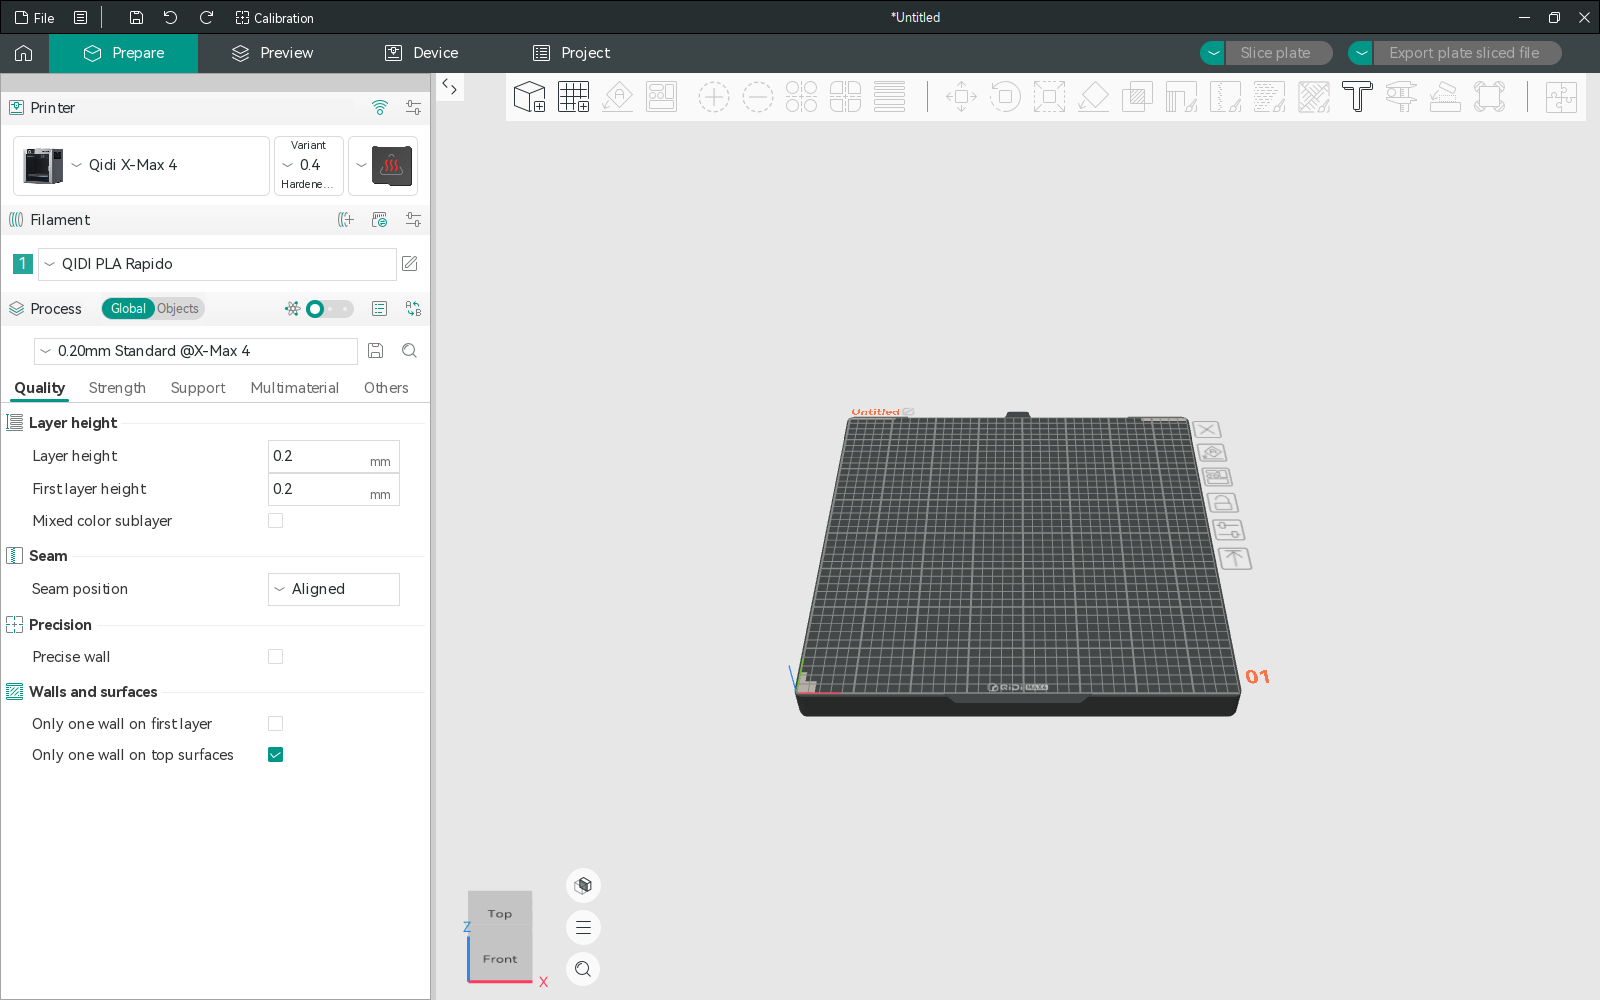 File
Calibration
*Untitled
Prepare
Preview
Device
Project
Slice plate
Export plate sliced file
Printer
Qidi X-Max 4
Variant
0.4
Hardene...
Filament
1
QIDI PLA Rapido
Process
Global
Objects
0.20mm Standard @X-Max 4
Quality
Strength
Support
Multimaterial
Others
Layer height
Layer height
0.2 mm
First layer height
0.2 mm
Mixed color sublayer
Seam
Seam position
Aligned
Precision
Precise wall
Walls and surfaces
Only one wall on first layer
Only one wall on top surfaces
Untitled
01
QIDI MAX4
Top
Z
Front
X